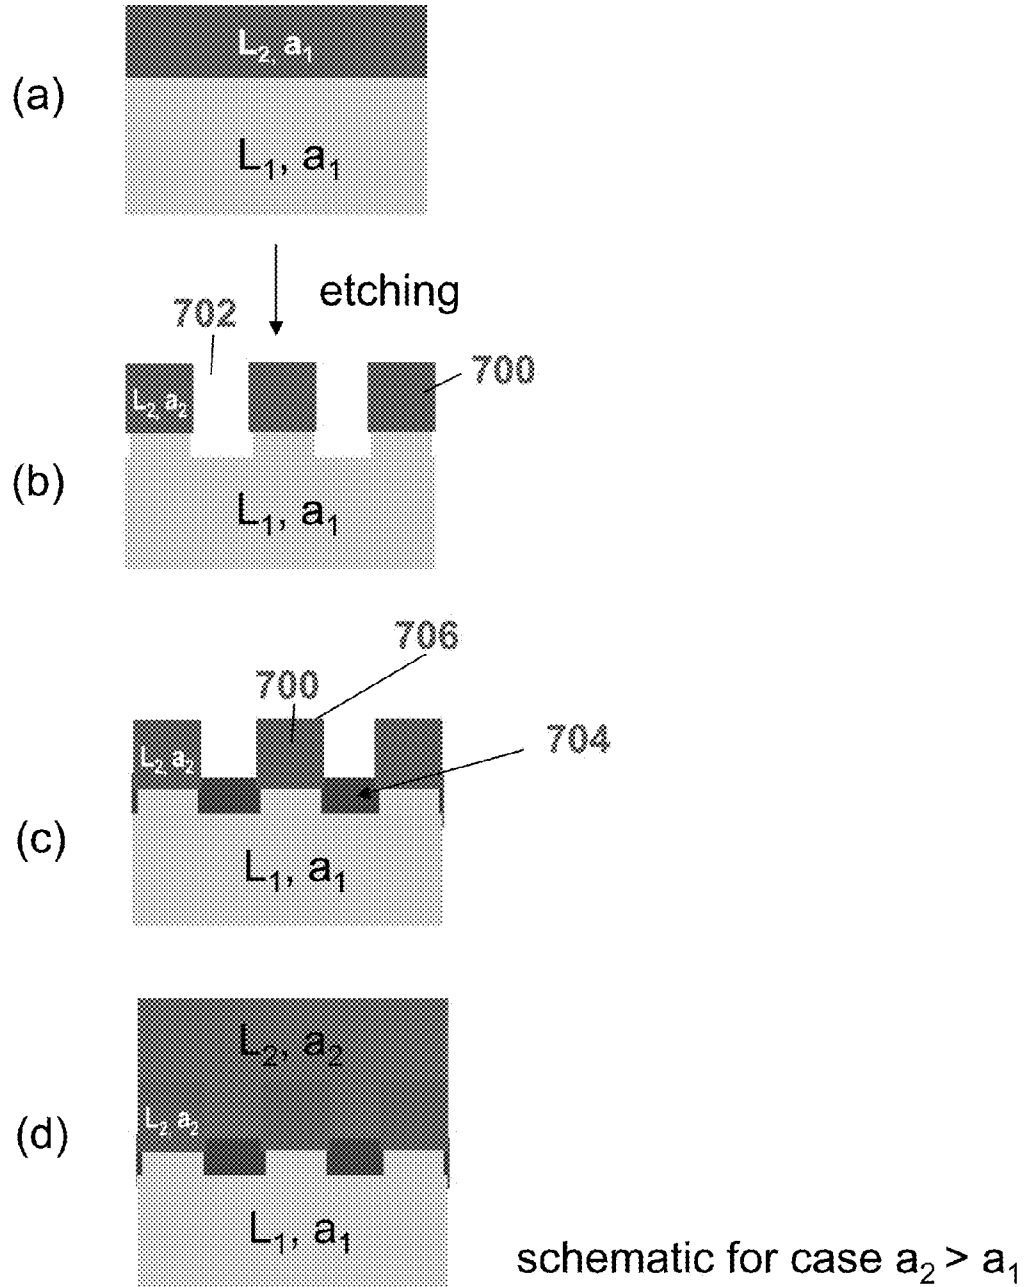 L₂, a₁
(a)
L₁, a₁
etching
702
700
L₂, a₂
(b)
L₁, a₁
706
700
704
L₂, a₂
(c)
L₁, a₁
L₂, a₂
L₂, a₂
(d)
L₁, a₁
schematic for case a₂ > a₁